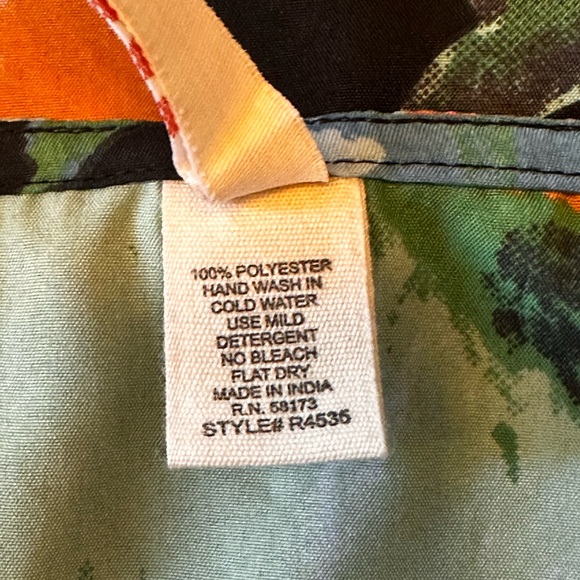 100% POLYESTER
HAND WASH IN
COLD WATER
USE MILD
DETERGENT
NO BLEACH
FLAT DRY
MADE IN INDIA
R.N. 58173
STYLE# R4535